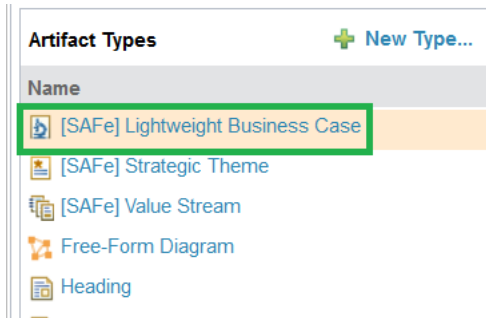 Artifact Types
New Type...
Name
[SAFe] Lightweight Business Case
[SAFe] Strategic Theme
[SAFe] Value Stream
Free-Form Diagram
Heading